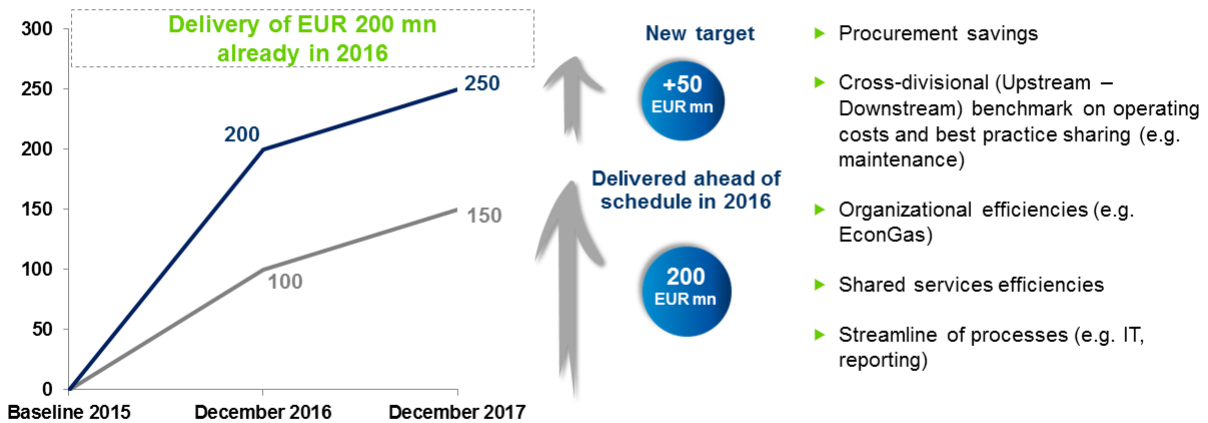 Delivery of EUR 200 mn
already in 2016
300
250
200
150
100
50
0
200
250
100
150
Baseline 2015
December 2016
December 2017
New target
+50
EUR mn
Delivered ahead of
schedule in 2016
200
EUR mn
Procurement savings
Cross-divisional (Upstream –
Downstream) benchmark on operating
costs and best practice sharing (e.g.
maintenance)
Organizational efficiencies (e.g.
EconGas)
Shared services efficiencies
Streamline of processes (e.g. IT,
reporting)